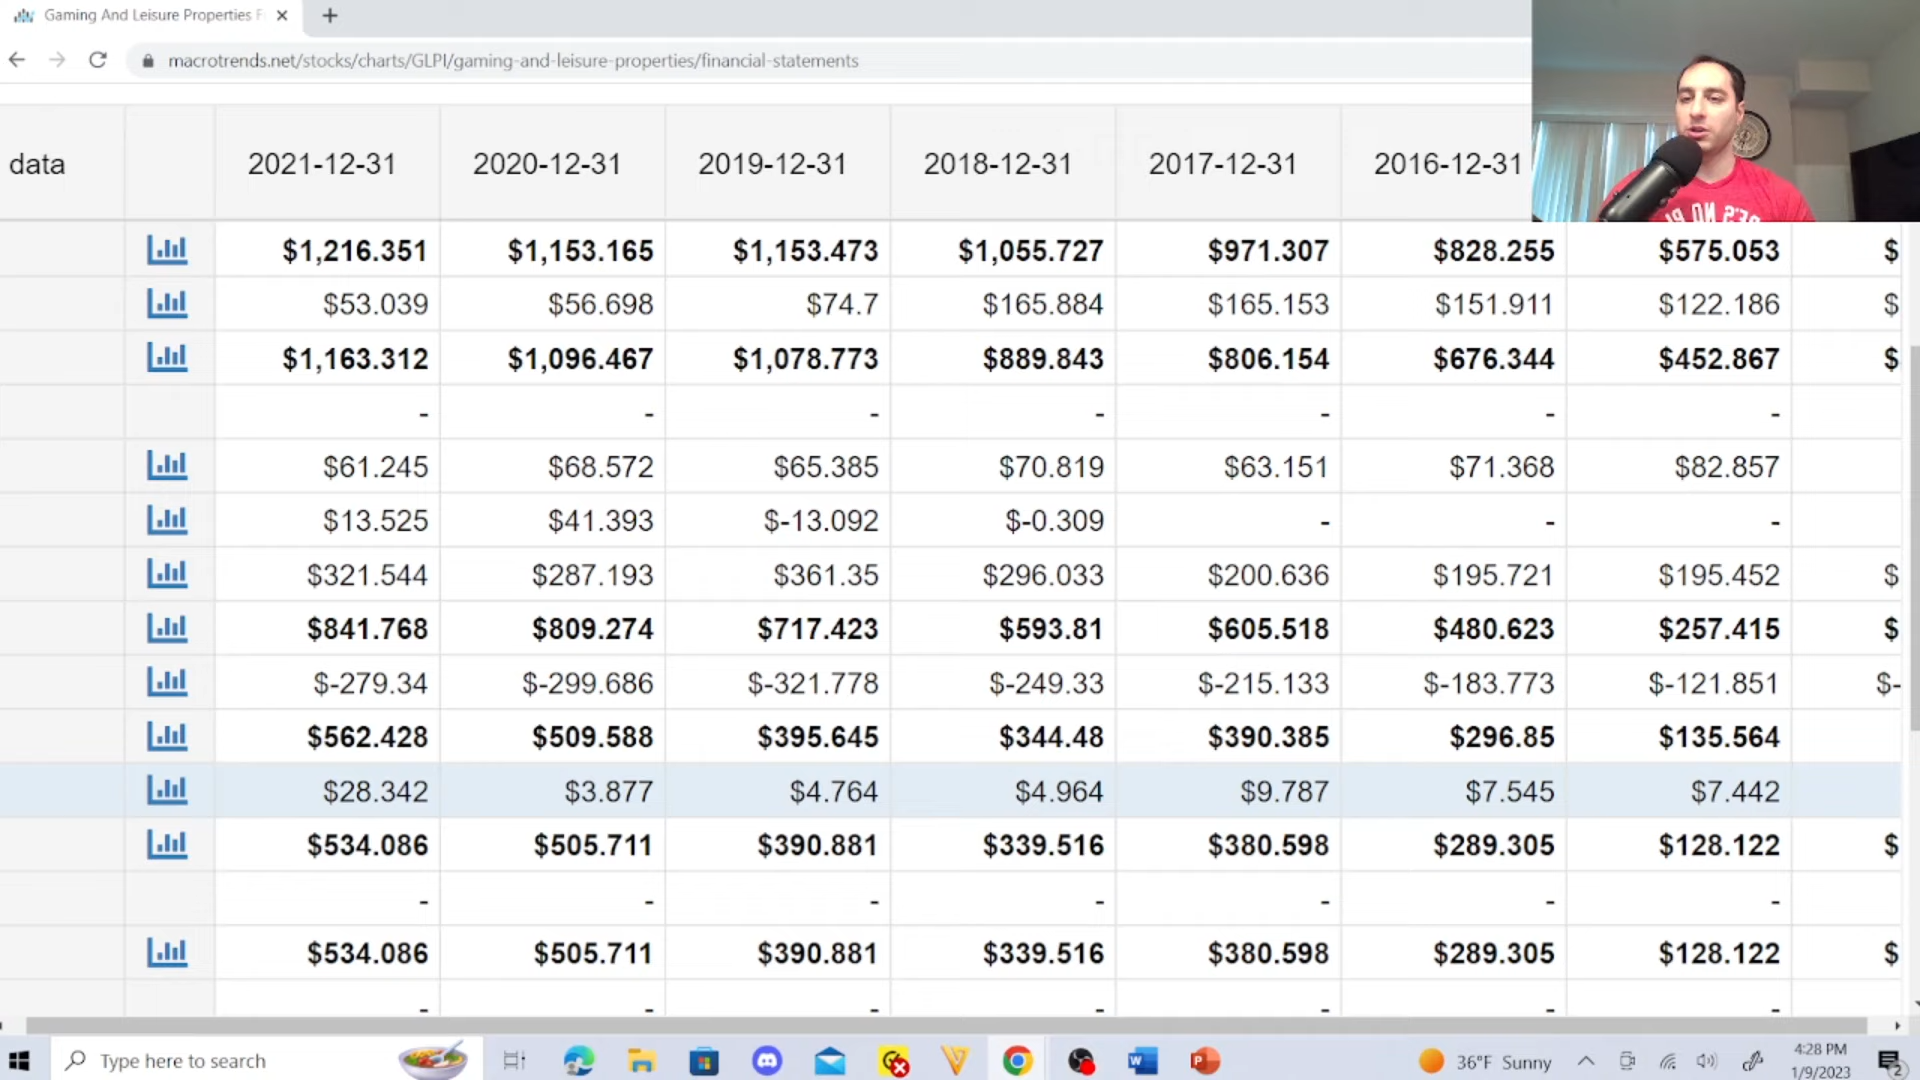 Gaming And Leisure Properties F
macrotrends.net/stocks/charts/GLPI/gaming-and-leisure-properties/financial-statements
data 2021-12-31 2020-12-31 2019-12-31 2018-12-31 2017-12-31 2016-12-31
$1,216.351 $1,153.165 $1,153.473 $1,055.727 $971.307 $828.255 $575.053 $
$53.039 $56.698 $74.7 $165.884 $165.153 $151.911 $122.186 $
$1,163.312 $1,096.467 $1,078.773 $889.843 $806.154 $676.344 $452.867 $
- - - - - - -
$61.245 $68.572 $65.385 $70.819 $63.151 $71.368 $82.857
$13.525 $41.393 $-13.092 $-0.309 - - -
$321.544 $287.193 $361.35 $296.033 $200.636 $195.721 $195.452 $
$841.768 $809.274 $717.423 $593.81 $605.518 $480.623 $257.415 $
$-279.34 $-299.686 $-321.778 $-249.33 $-215.133 $-183.773 $-121.851 $-
$562.428 $509.588 $395.645 $344.48 $390.385 $296.85 $135.564
$28.342 $3.877 $4.764 $4.964 $9.787 $7.545 $7.442
$534.086 $505.711 $390.881 $339.516 $380.598 $289.305 $128.122 $
- - - - - - -
$534.086 $505.711 $390.881 $339.516 $380.598 $289.305 $128.122 $
- - - - - - -
Type here to search
36°F Sunny
4:28 PM
1/9/2023
2